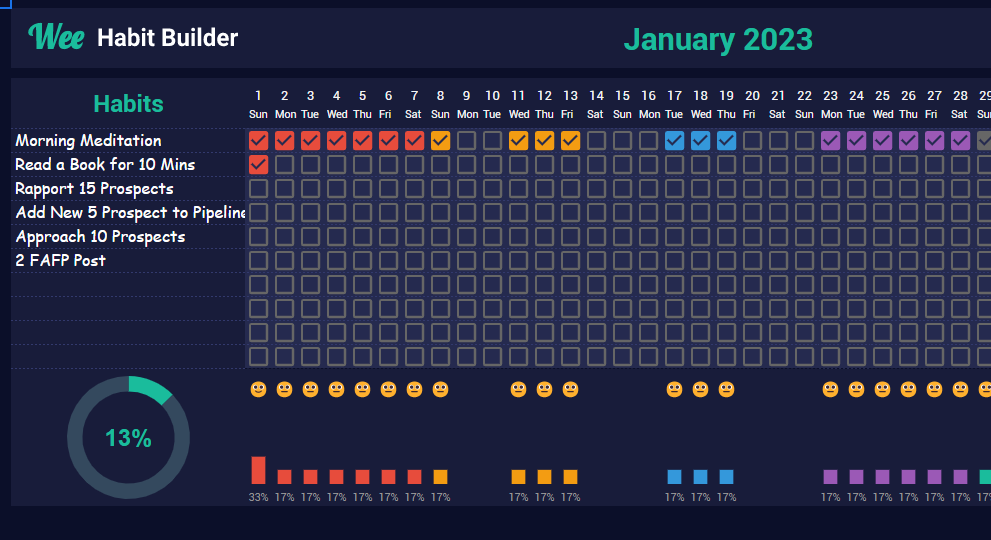 Wee Habit Builder
January 2023
Habits
1 2 3 4 5 6 7 8 9 10 11 12 13 14 15 16 17 18 19 20 21 22 23 24 25 26 27 28 29
Sun Mon Tue Wed Thu Fri Sat Sun Mon Tue Wed Thu Fri Sat Sun Mon Tue Wed Thu Fri Sat Sun Mon Tue Wed Thu Fri Sat
Morning Meditation
Read a Book for 10 Mins
Rapport 15 Prospects
Add New 5 Prospect to Pipeline
Approach 10 Prospects
2 FAFP Post
13%
33% 17% 17% 17% 17% 17% 17% 17% 17% 17% 17% 17% 17% 17% 17% 17% 17% 17% 17% 17%